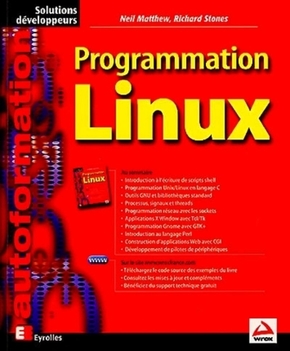 Solutions
développeurs
Neil Matthew, Richard Stones
Programmation
Linux
autoformation
Linux
Au sommaire
• Introduction à l'écriture de scripts shell
• Programmation Unix/Linux en langage C
• Outils GNU et bibliothèques standard
• Processus, signaux et threads
• Programmation réseau avec les sockets
• Applications X Window avec Tcl/Tk
• Programmation Gnome avec GTK+
• Introduction au langage Perl
• Construction d'applications Web avec CGI
• Développement de pilotes de périphériques
• Téléchargez le code source des exemples du livre
• Consultez les mises à jour et compléments
• Bénéficiez du support technique gratuit
E
Eyrolles
wrox